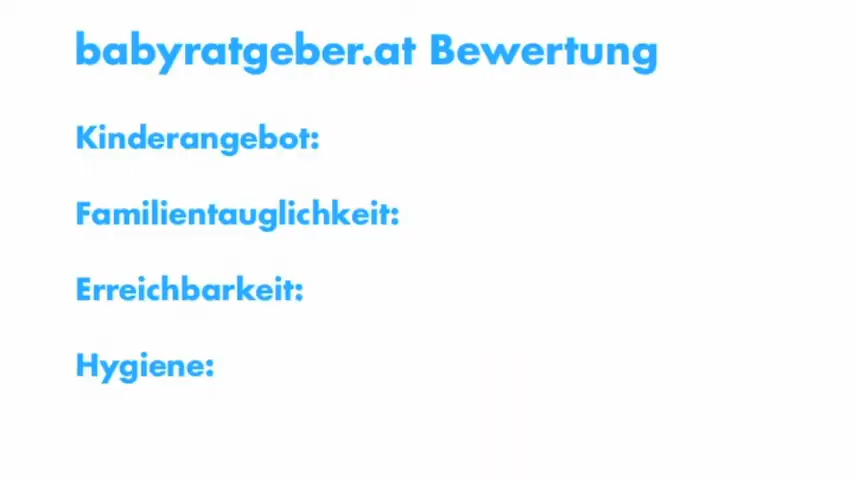 babyratgeber.at Bewertung
Kinderangebot:
Familientauglichkeit:
Erreichbarkeit:
Hygiene: